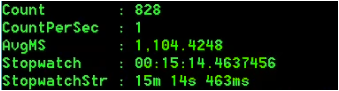 Count        : 828
CountPerSec  : 1
AvgMS        : 1,104.4248
Stopwatch    : 00:15:14.4637456
StopwatchStr : 15m 14s 463ms